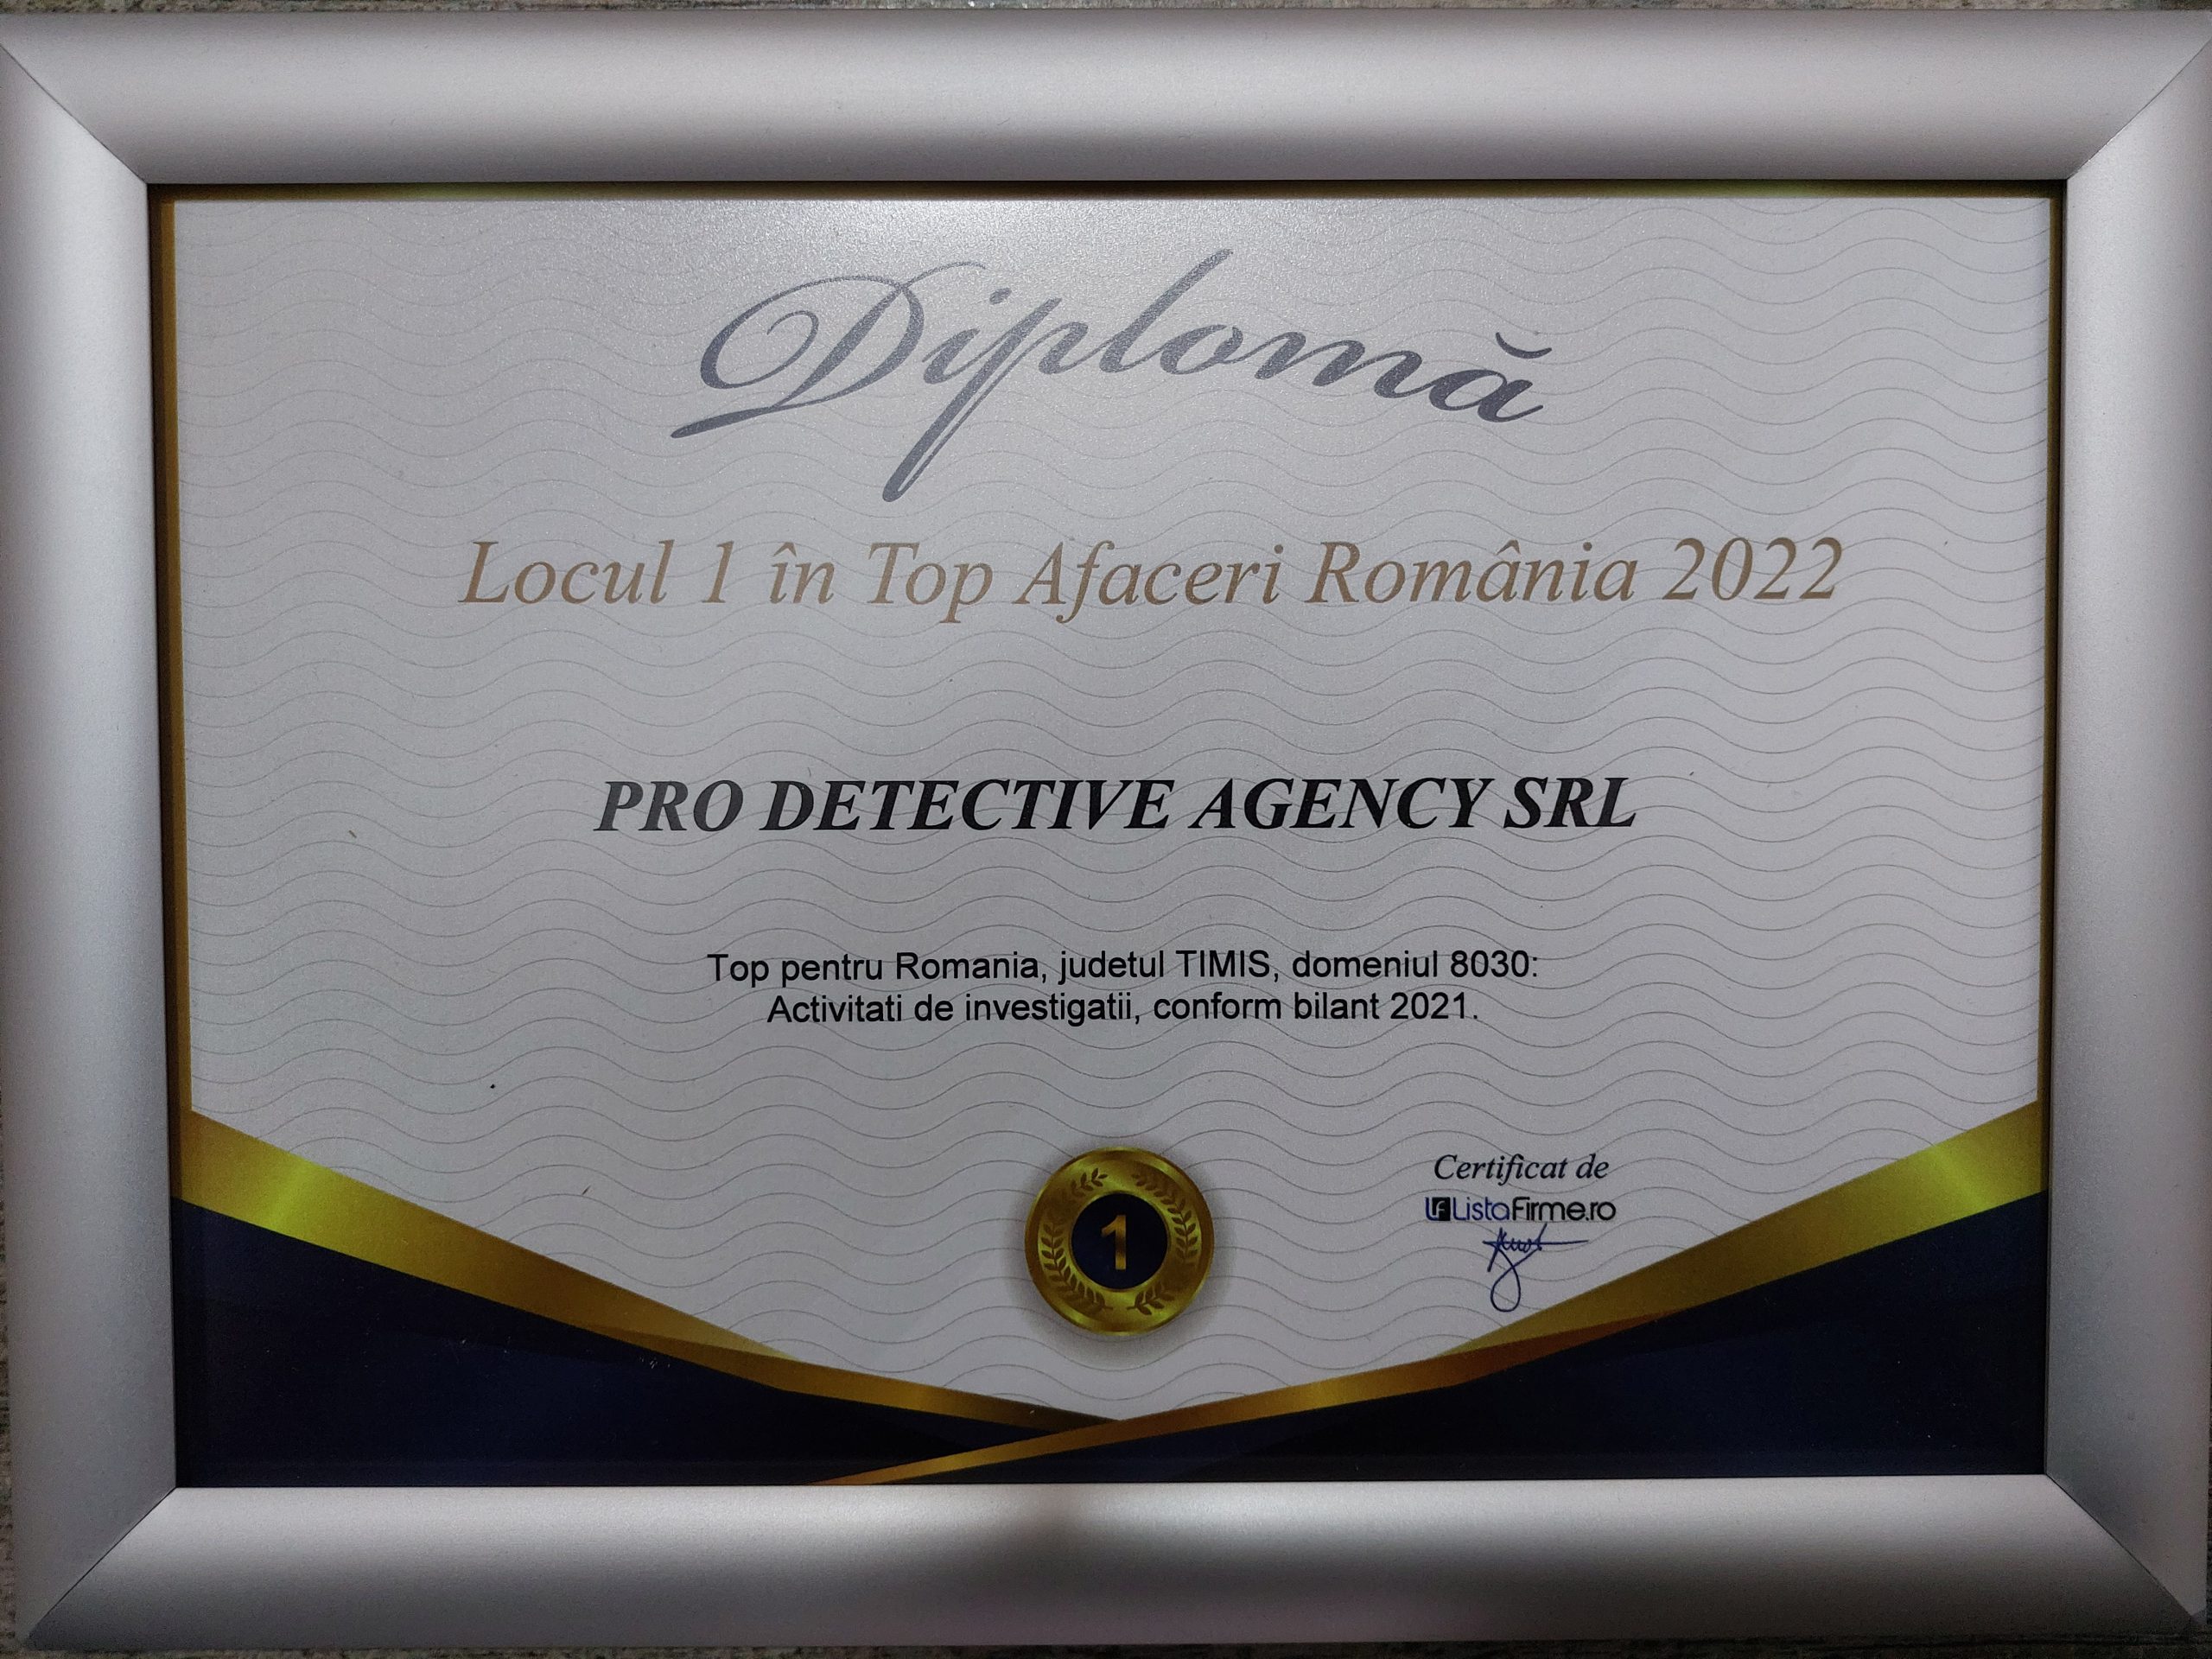 Diplomă
Locul 1 în Top Afaceri România 2022
PRO DETECTIVE AGENCY SRL
Top pentru Romania, judetul TIMIS, domeniul 8030:
Activitati de investigatii, conform bilant 2021.
1
Certificat de
LF ListaFirme.ro